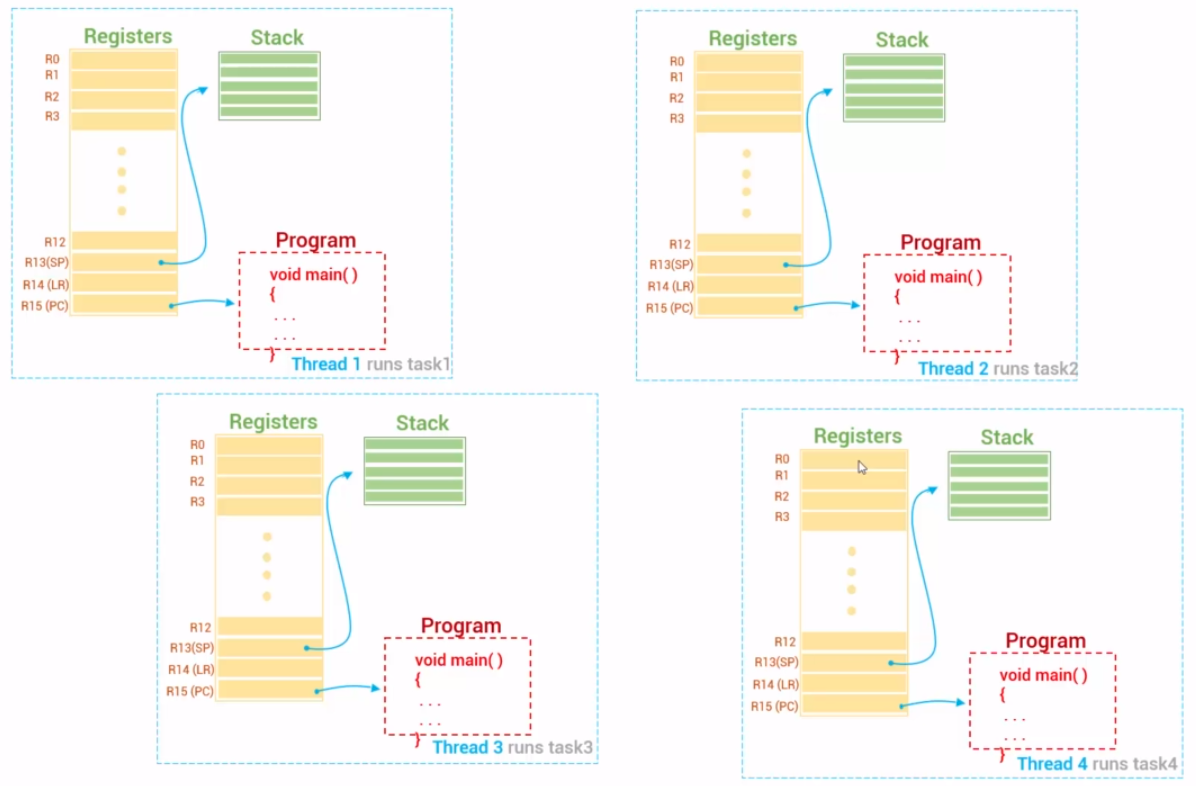 Registers
Stack
R0
R1
R2
R3
R12
R13(SP)
R14 (LR)
R15 (PC)
Program
void main( )
{
. . .
. . .
}
Thread 1 runs task1
Registers
Stack
R0
R1
R2
R3
R12
R13(SP)
R14 (LR)
R15 (PC)
Program
void main( )
{
. . .
. . .
}
Thread 2 runs task2
Registers
Stack
R0
R1
R2
R3
R12
R13(SP)
R14 (LR)
R15 (PC)
Program
void main( )
{
. . .
. . .
}
Thread 3 runs task3
Registers
Stack
R0
R1
R2
R3
R12
R13(SP)
R14 (LR)
R15 (PC)
Program
void main( )
{
. . .
. . .
}
Thread 4 runs task4